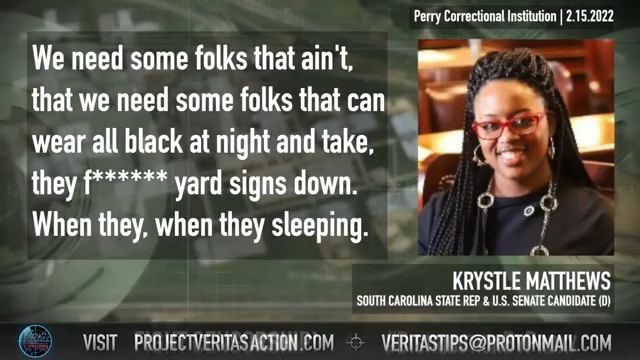 Perry Correctional Institution | 2.15.2022
We need some folks that ain't,
that we need some folks that can
wear all black at night and take,
they f****** yard signs down.
When they, when they sleeping.
KRYSTLE MATTHEWS
SOUTH CAROLINA STATE REP & U.S. SENATE CANDIDATE (D)
VISIT PROJECTVERITASACTION.COM VERITASTIPS@PROTONMAIL.COM